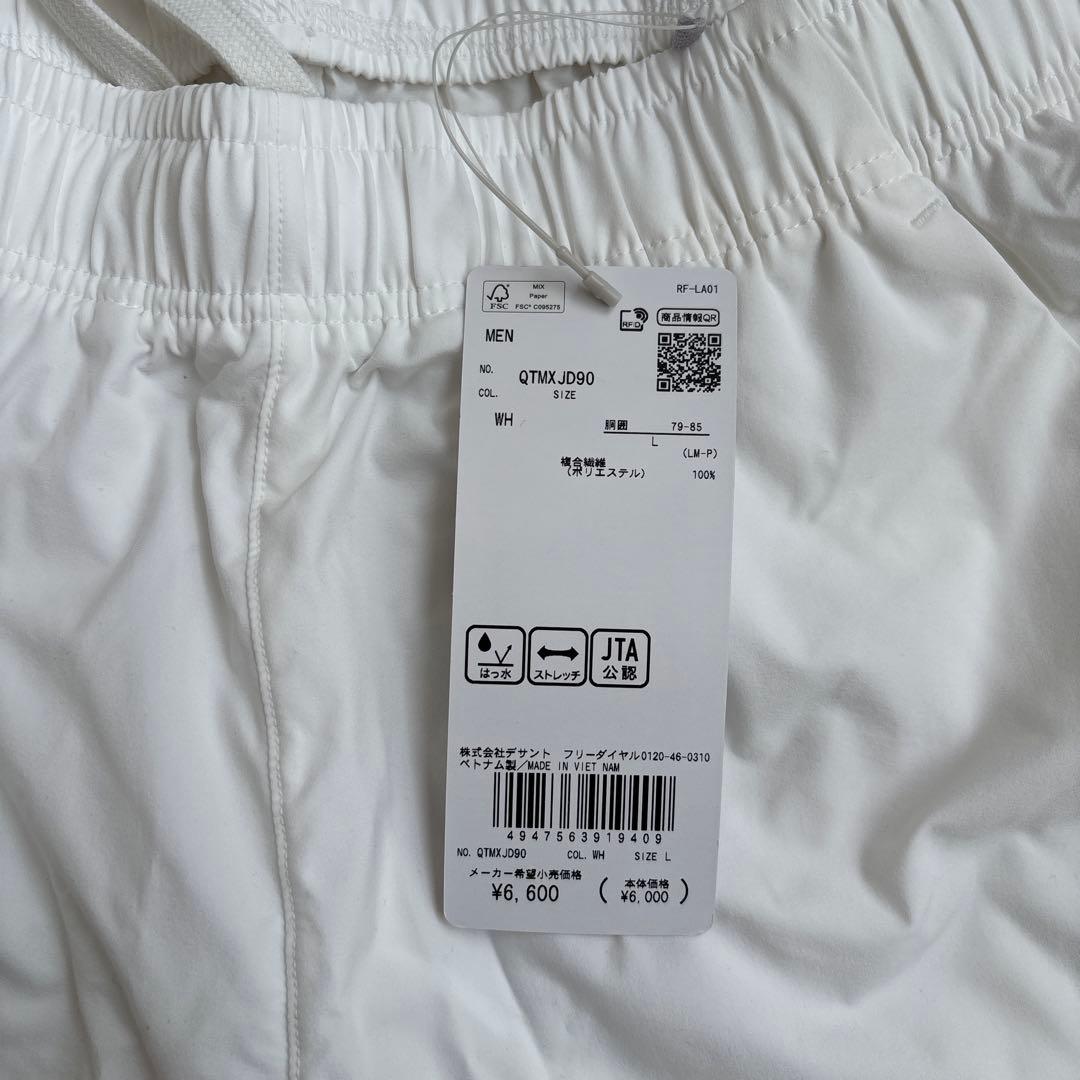 RF-LA01
MIX
Paper
FSC FSC® C095275
RFID
商品情報QR
MEN
NO. QTMXJD90
COL. SIZE
WH 胴囲 79-85
L
(LM-P)
複合繊維
(ポリエステル) 100%
はっ水 ストレッチ JTA公認
株式会社デサント フリーダイヤル0120-46-0310
ベトナム製/MADE IN VIET NAM
4947563919409
NO. QTMXJD90 COL. WH SIZE L
メーカー希望小売価格
¥6,600 (本体価格 ¥6,000)